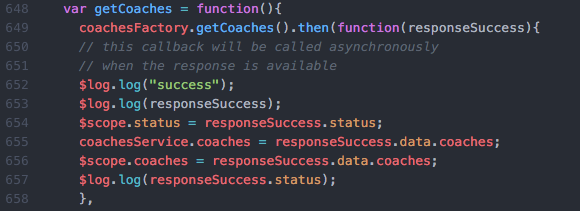 648 var getCoaches = function(){
649 coachesFactory.getCoaches().then(function(responseSuccess){
650 // this callback will be called asynchronously
651 // when the response is available
652 $log.log("success");
653 $log.log(responseSuccess);
654 $scope.status = responseSuccess.status;
655 coachesService.coaches = responseSuccess.data.coaches;
656 $scope.coaches = responseSuccess.data.coaches;
657 $log.log(responseSuccess.status);
658 },